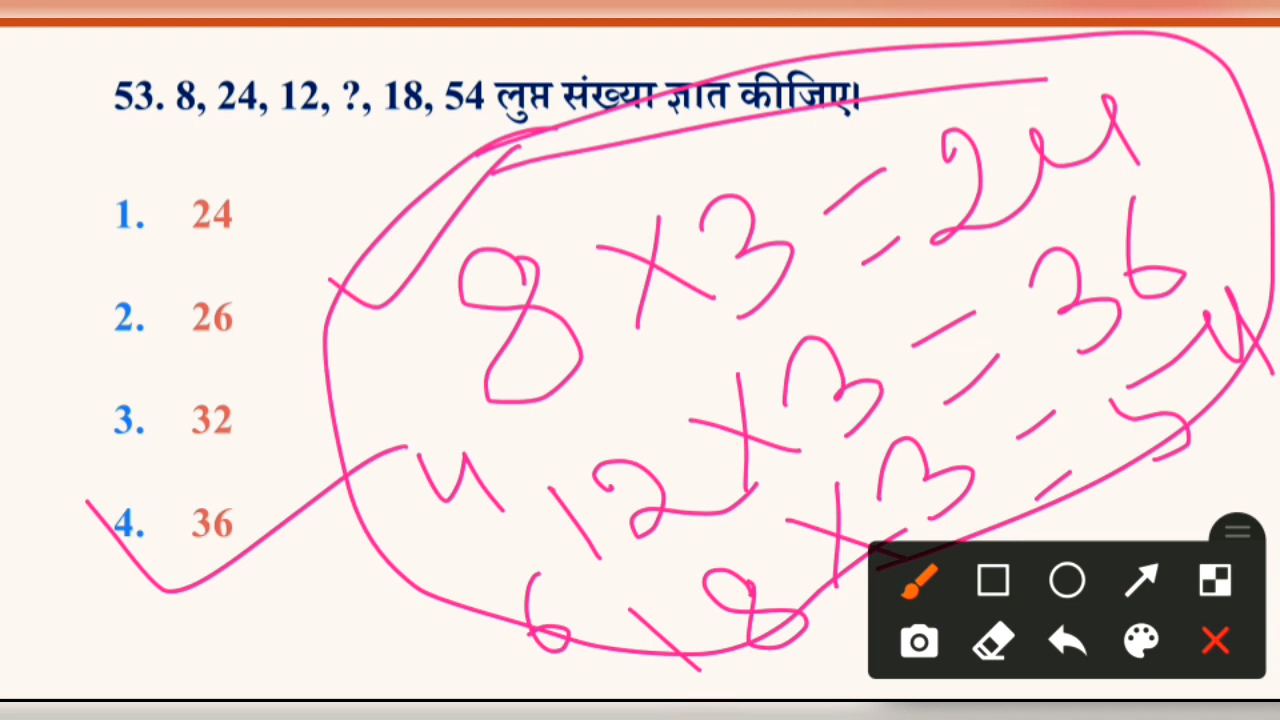 53. 8, 24, 12, ?, 18, 54 लुप्त संख्या ज्ञात कीजिए।
1. 24
2. 26
3. 32
4. 36
8 × 3 = 24
4 12 × 3 = 36
6 18 × 3 = 54